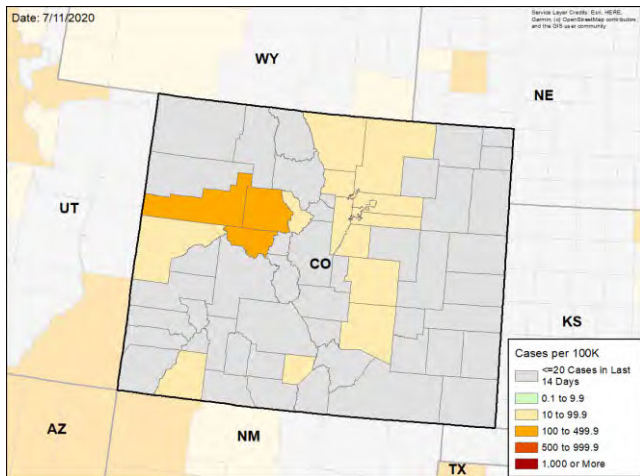 Date: 7/11/2020
Service Layer Credits: Esri, HERE,
Garmin, (c) OpenStreetMap contributors,
and the GIS user community
WY
NE
UT
CO
KS
AZ
NM
TX
Cases per 100K
<=20 Cases in Last
14 Days
0.1 to 9.9
10 to 99.9
100 to 499.9
500 to 999.9
1,000 or More